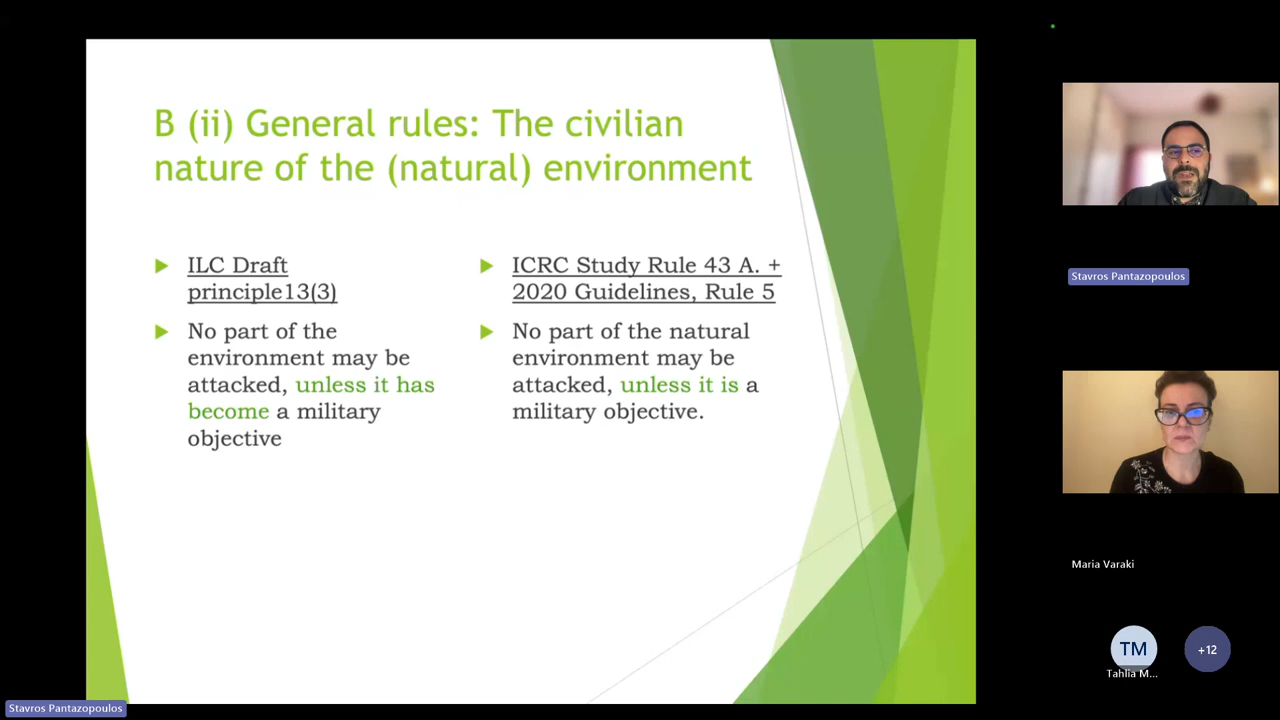 B (ii) General rules: The civilian
nature of the (natural) environment
ILC Draft
principle13(3)
No part of the
environment may be
attacked, unless it has
become a military
objective
ICRC Study Rule 43 A. +
2020 Guidelines, Rule 5
No part of the natural
environment may be
attacked, unless it is a
military objective.
Stavros Pantazopoulos
Maria Varaki
TM
+12
Tahlia M...
Stavros Pantazopoulos